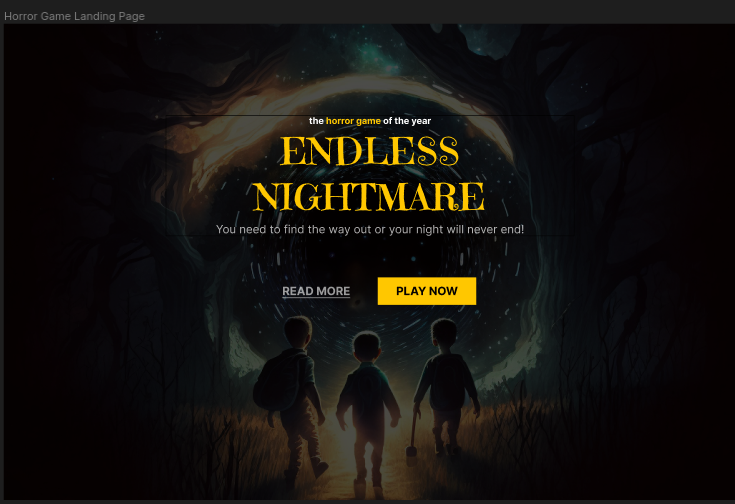 Horror Game Landing Page
the horror game of the year
ENDLESS
NIGHTMARE
You need to find the way out or your night will never end!
READ MORE
PLAY NOW